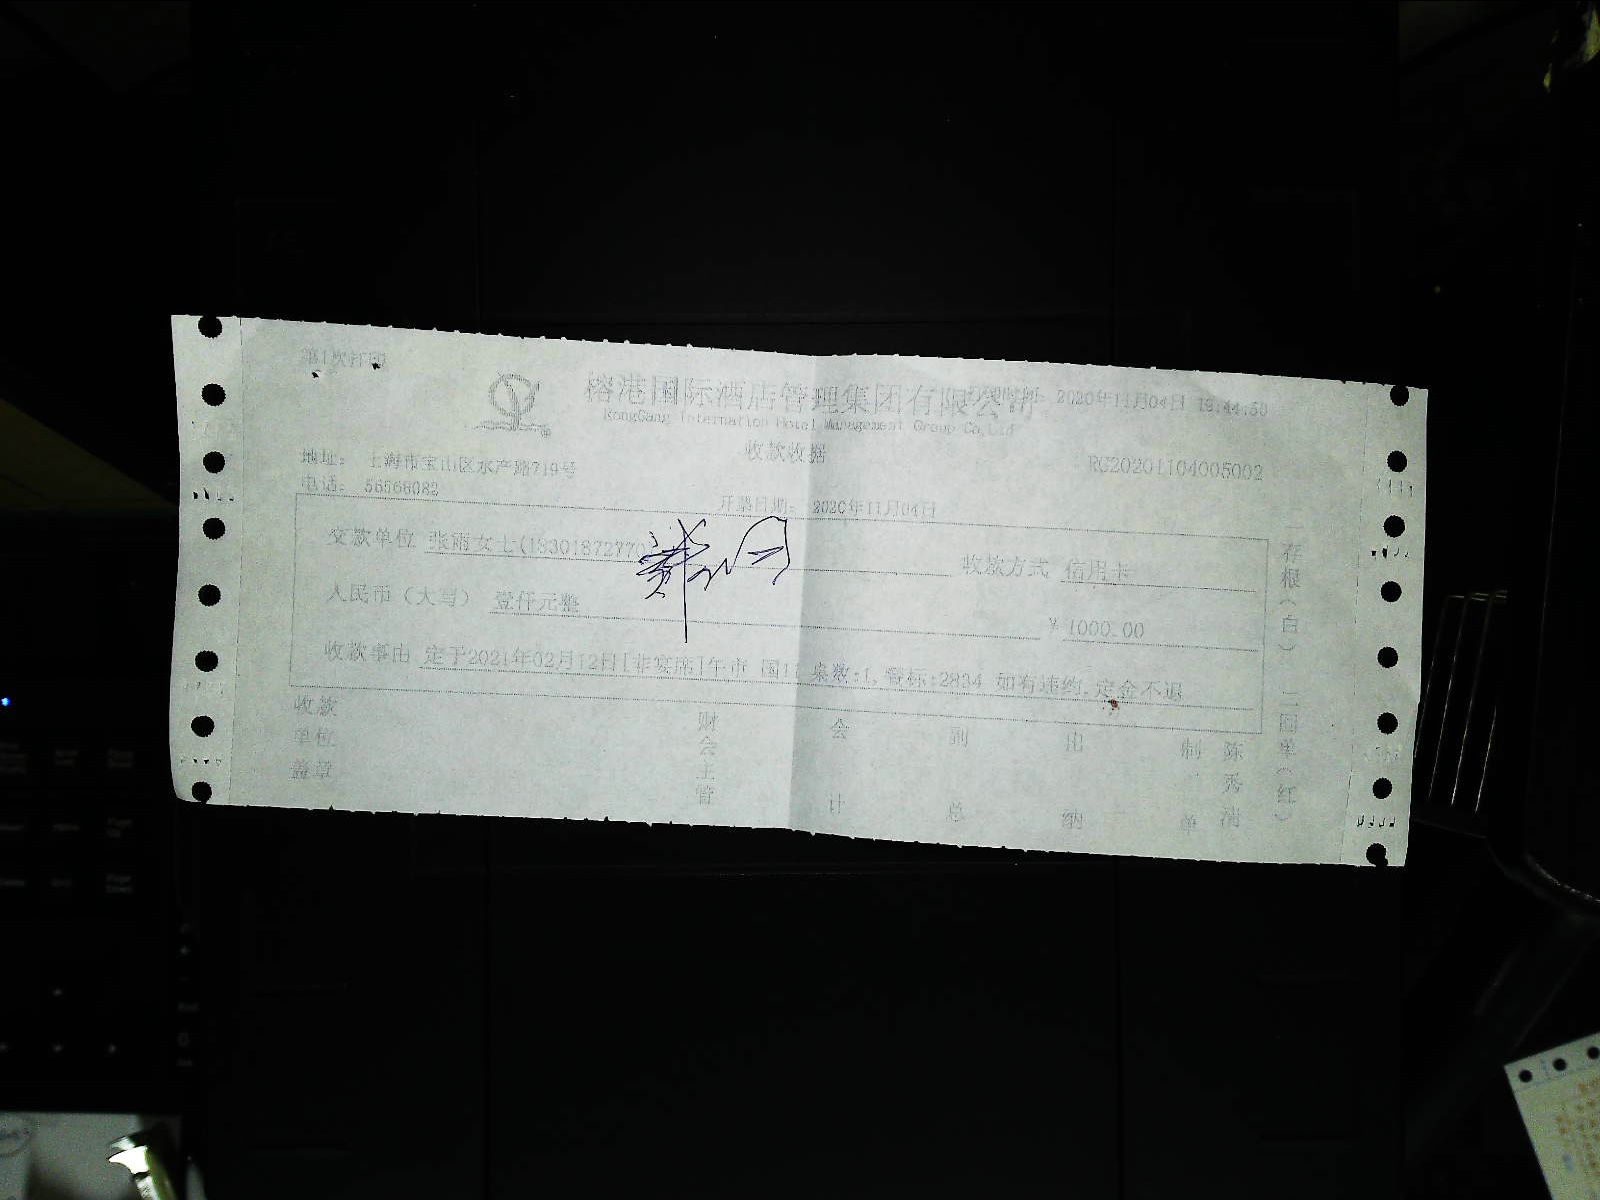 第1次打印
榕港国际酒店管理集团有限公司
2020年11月04日 19:44:50
RongGang Internation Hotel Management Group Co,Ltd
收款收据
地址： 上海市宝山区水产路719号
RC20201104005002
电话： 56566082
开票日期： 2020年11月04日
交款单位 张雨女士(1330187277
收款方式 信用卡
人民币（大写） 壹仟元整
￥ 1000.00
收款事由 定于2021年02月12日[非宴席]午市 桌数:1, 餐标:2834 如有违约,定金不退
收款单位盖章
财会主管
会计
副总
出纳
制单
陈秀
一存根(白) 二回单(红)